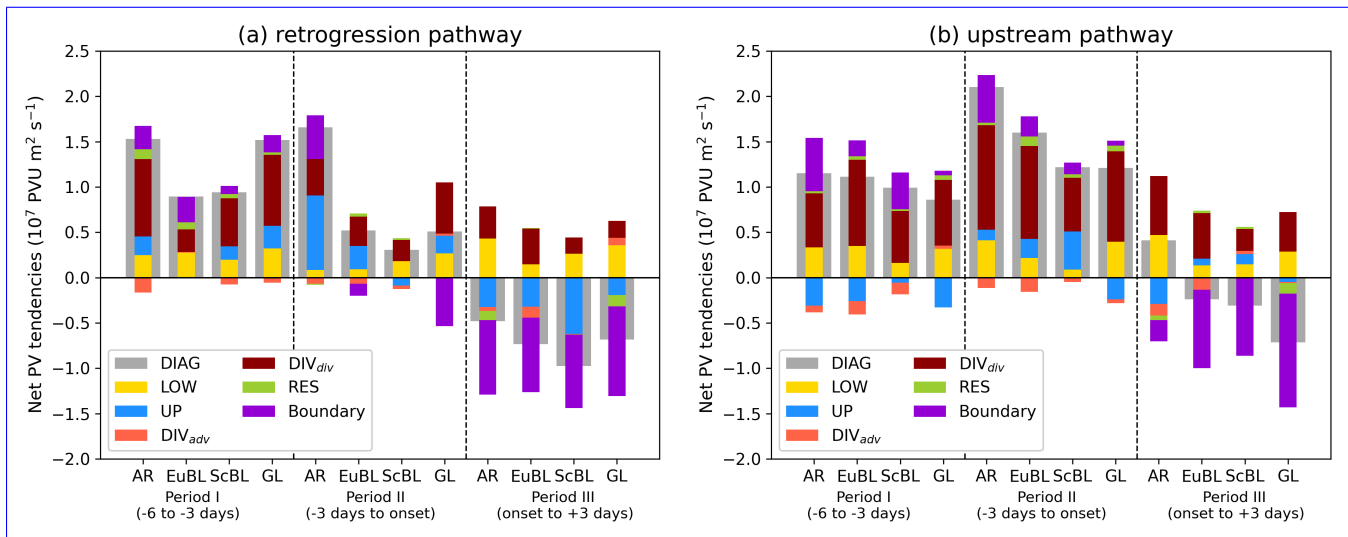 (a) retrogression pathway
Net PV tendencies (10⁷ PVU m² s⁻¹)
2.5
2.0
1.5
1.0
0.5
0.0
−0.5
−1.0
−1.5
−2.0
DIAG
LOW
UP
DIV_adv
DIV_div
RES
Boundary
AR EuBL ScBL GL AR EuBL ScBL GL AR EuBL ScBL GL
Period I Period II Period III
(-6 to -3 days) (-3 days to onset) (onset to +3 days)
(b) upstream pathway
Net PV tendencies (10⁷ PVU m² s⁻¹)
2.5
2.0
1.5
1.0
0.5
0.0
−0.5
−1.0
−1.5
−2.0
DIAG
LOW
UP
DIV_adv
DIV_div
RES
Boundary
AR EuBL ScBL GL AR EuBL ScBL GL AR EuBL ScBL GL
Period I Period II Period III
(-6 to -3 days) (-3 days to onset) (onset to +3 days)